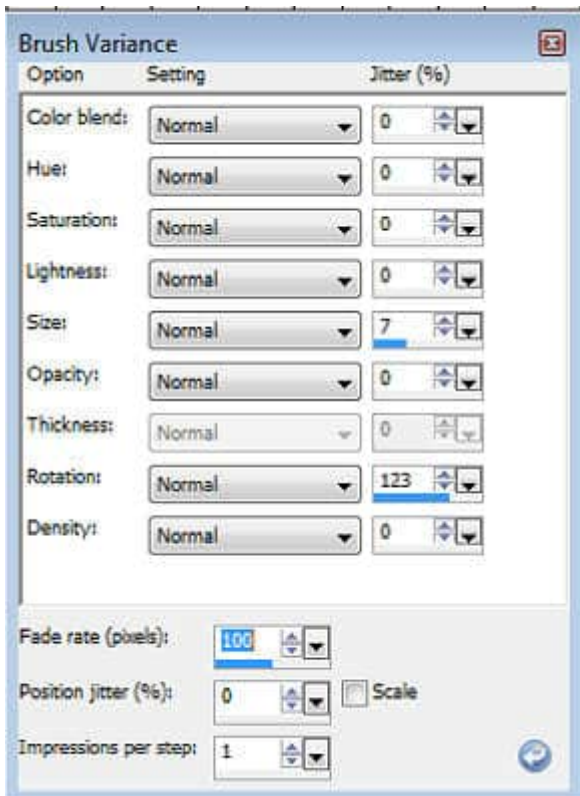 Brush Variance
Option Setting Jitter (%)
Color blend: Normal 0
Hue: Normal 0
Saturation: Normal 0
Lightness: Normal 0
Size: Normal 7
Opacity: Normal 0
Thickness: Normal 0
Rotation: Normal 123
Density: Normal 0
Fade rate (pixels): 100
Position jitter (%): 0 Scale
Impressions per step: 1